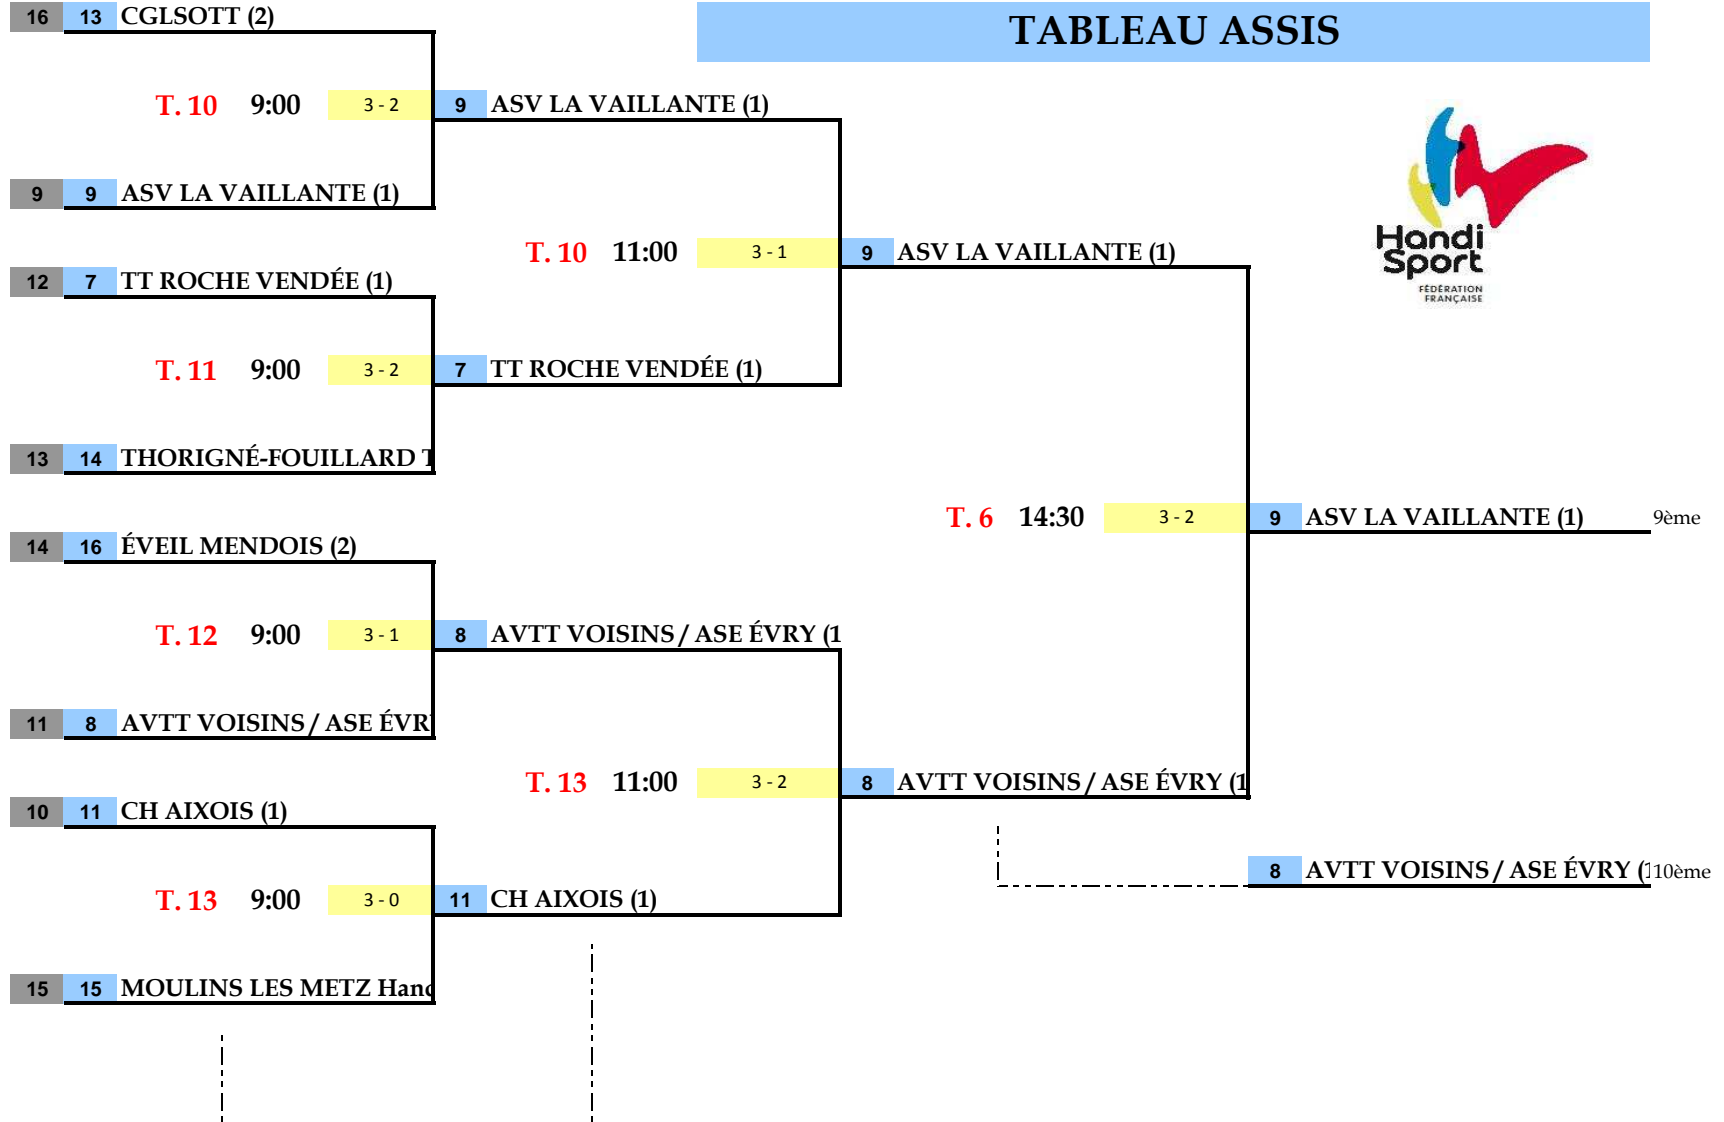 16 13 CGLSOTT (2)
TABLEAU ASSIS
T. 10 9:00 3 - 2 9 ASV LA VAILLANTE (1)
9 9 ASV LA VAILLANTE (1)
T. 10 11:00 3 - 1 9 ASV LA VAILLANTE (1)
Handi
Sport
FÉDÉRATION
FRANÇAISE
12 7 TT ROCHE VENDÉE (1)
T. 11 9:00 3 - 2 7 TT ROCHE VENDÉE (1)
13 14 THORIGNÉ-FOUILLARD T
T. 6 14:30 3 - 2 9 ASV LA VAILLANTE (1) 9ème
14 16 ÉVEIL MENDOIS (2)
T. 12 9:00 3 - 1 8 AVTT VOISINS / ASE ÉVRY (1
11 8 AVTT VOISINS / ASE ÉVR
T. 13 11:00 3 - 2 8 AVTT VOISINS / ASE ÉVRY (1
10 11 CH AIXOIS (1)
8 AVTT VOISINS / ASE ÉVRY (1 10ème
T. 13 9:00 3 - 0 11 CH AIXOIS (1)
15 15 MOULINS LES METZ Hand